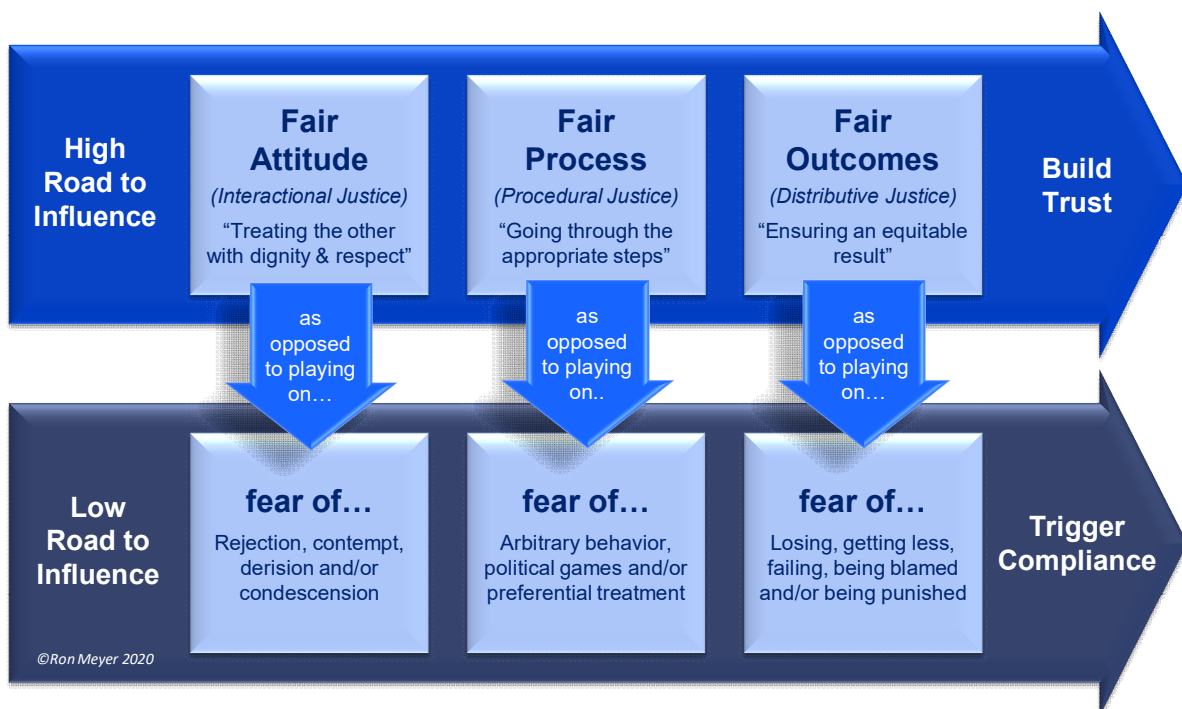 High
Road to
Influence
Fair
Attitude
(Interactional Justice)
“Treating the other
with dignity & respect”
Fair
Process
(Procedural Justice)
“Going through the
appropriate steps”
Fair
Outcomes
(Distributive Justice)
“Ensuring an equitable
result”
Build
Trust
as
opposed
to playing
on…
as
opposed
to playing
on..
as
opposed
to playing
on…
Low
Road to
Influence
fear of…
Rejection, contempt,
derision and/or
condescension
fear of…
Arbitrary behavior,
political games and/or
preferential treatment
fear of…
Losing, getting less,
failing, being blamed
and/or being punished
Trigger
Compliance
©Ron Meyer 2020